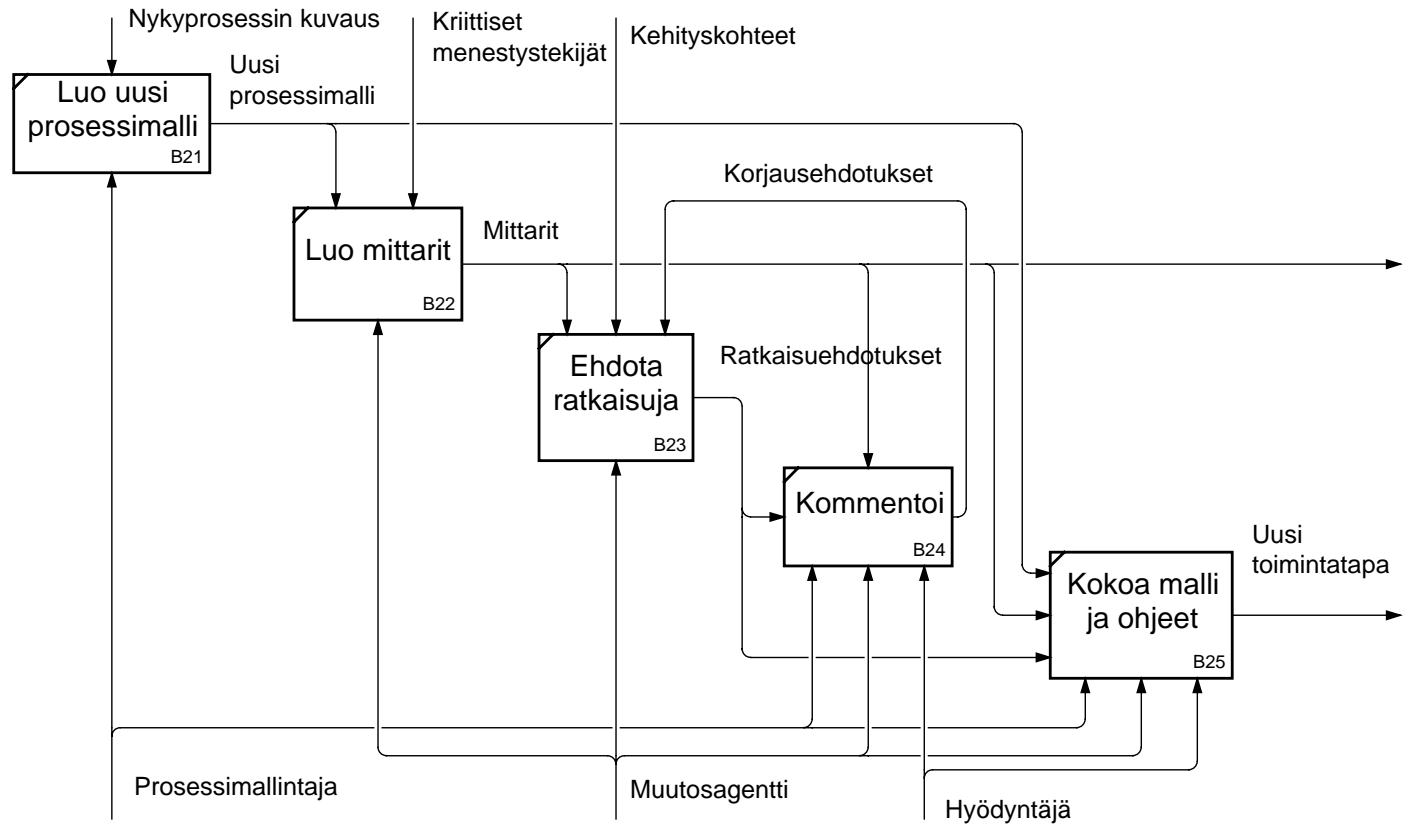 Nykyprosessin kuvaus
Kriittiset
menestystekijät
Kehityskohteet
Uusi
prosessimalli
Luo uusi
prosessimalli
B21
Korjausehdotukset
Mittarit
Luo mittarit
B22
Ratkaisuehdotukset
Ehdota
ratkaisuja
B23
Kommentoi
B24
Uusi
toimintatapa
Kokoa malli
ja ohjeet
B25
Prosessimallintaja
Muutosagentti
Hyödyntäjä